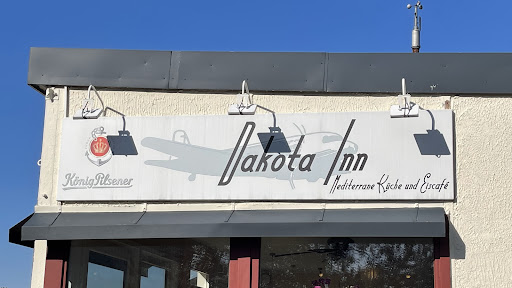 Dakota Inn
König Pilsener
Mediterrane Küche und Eiscafé